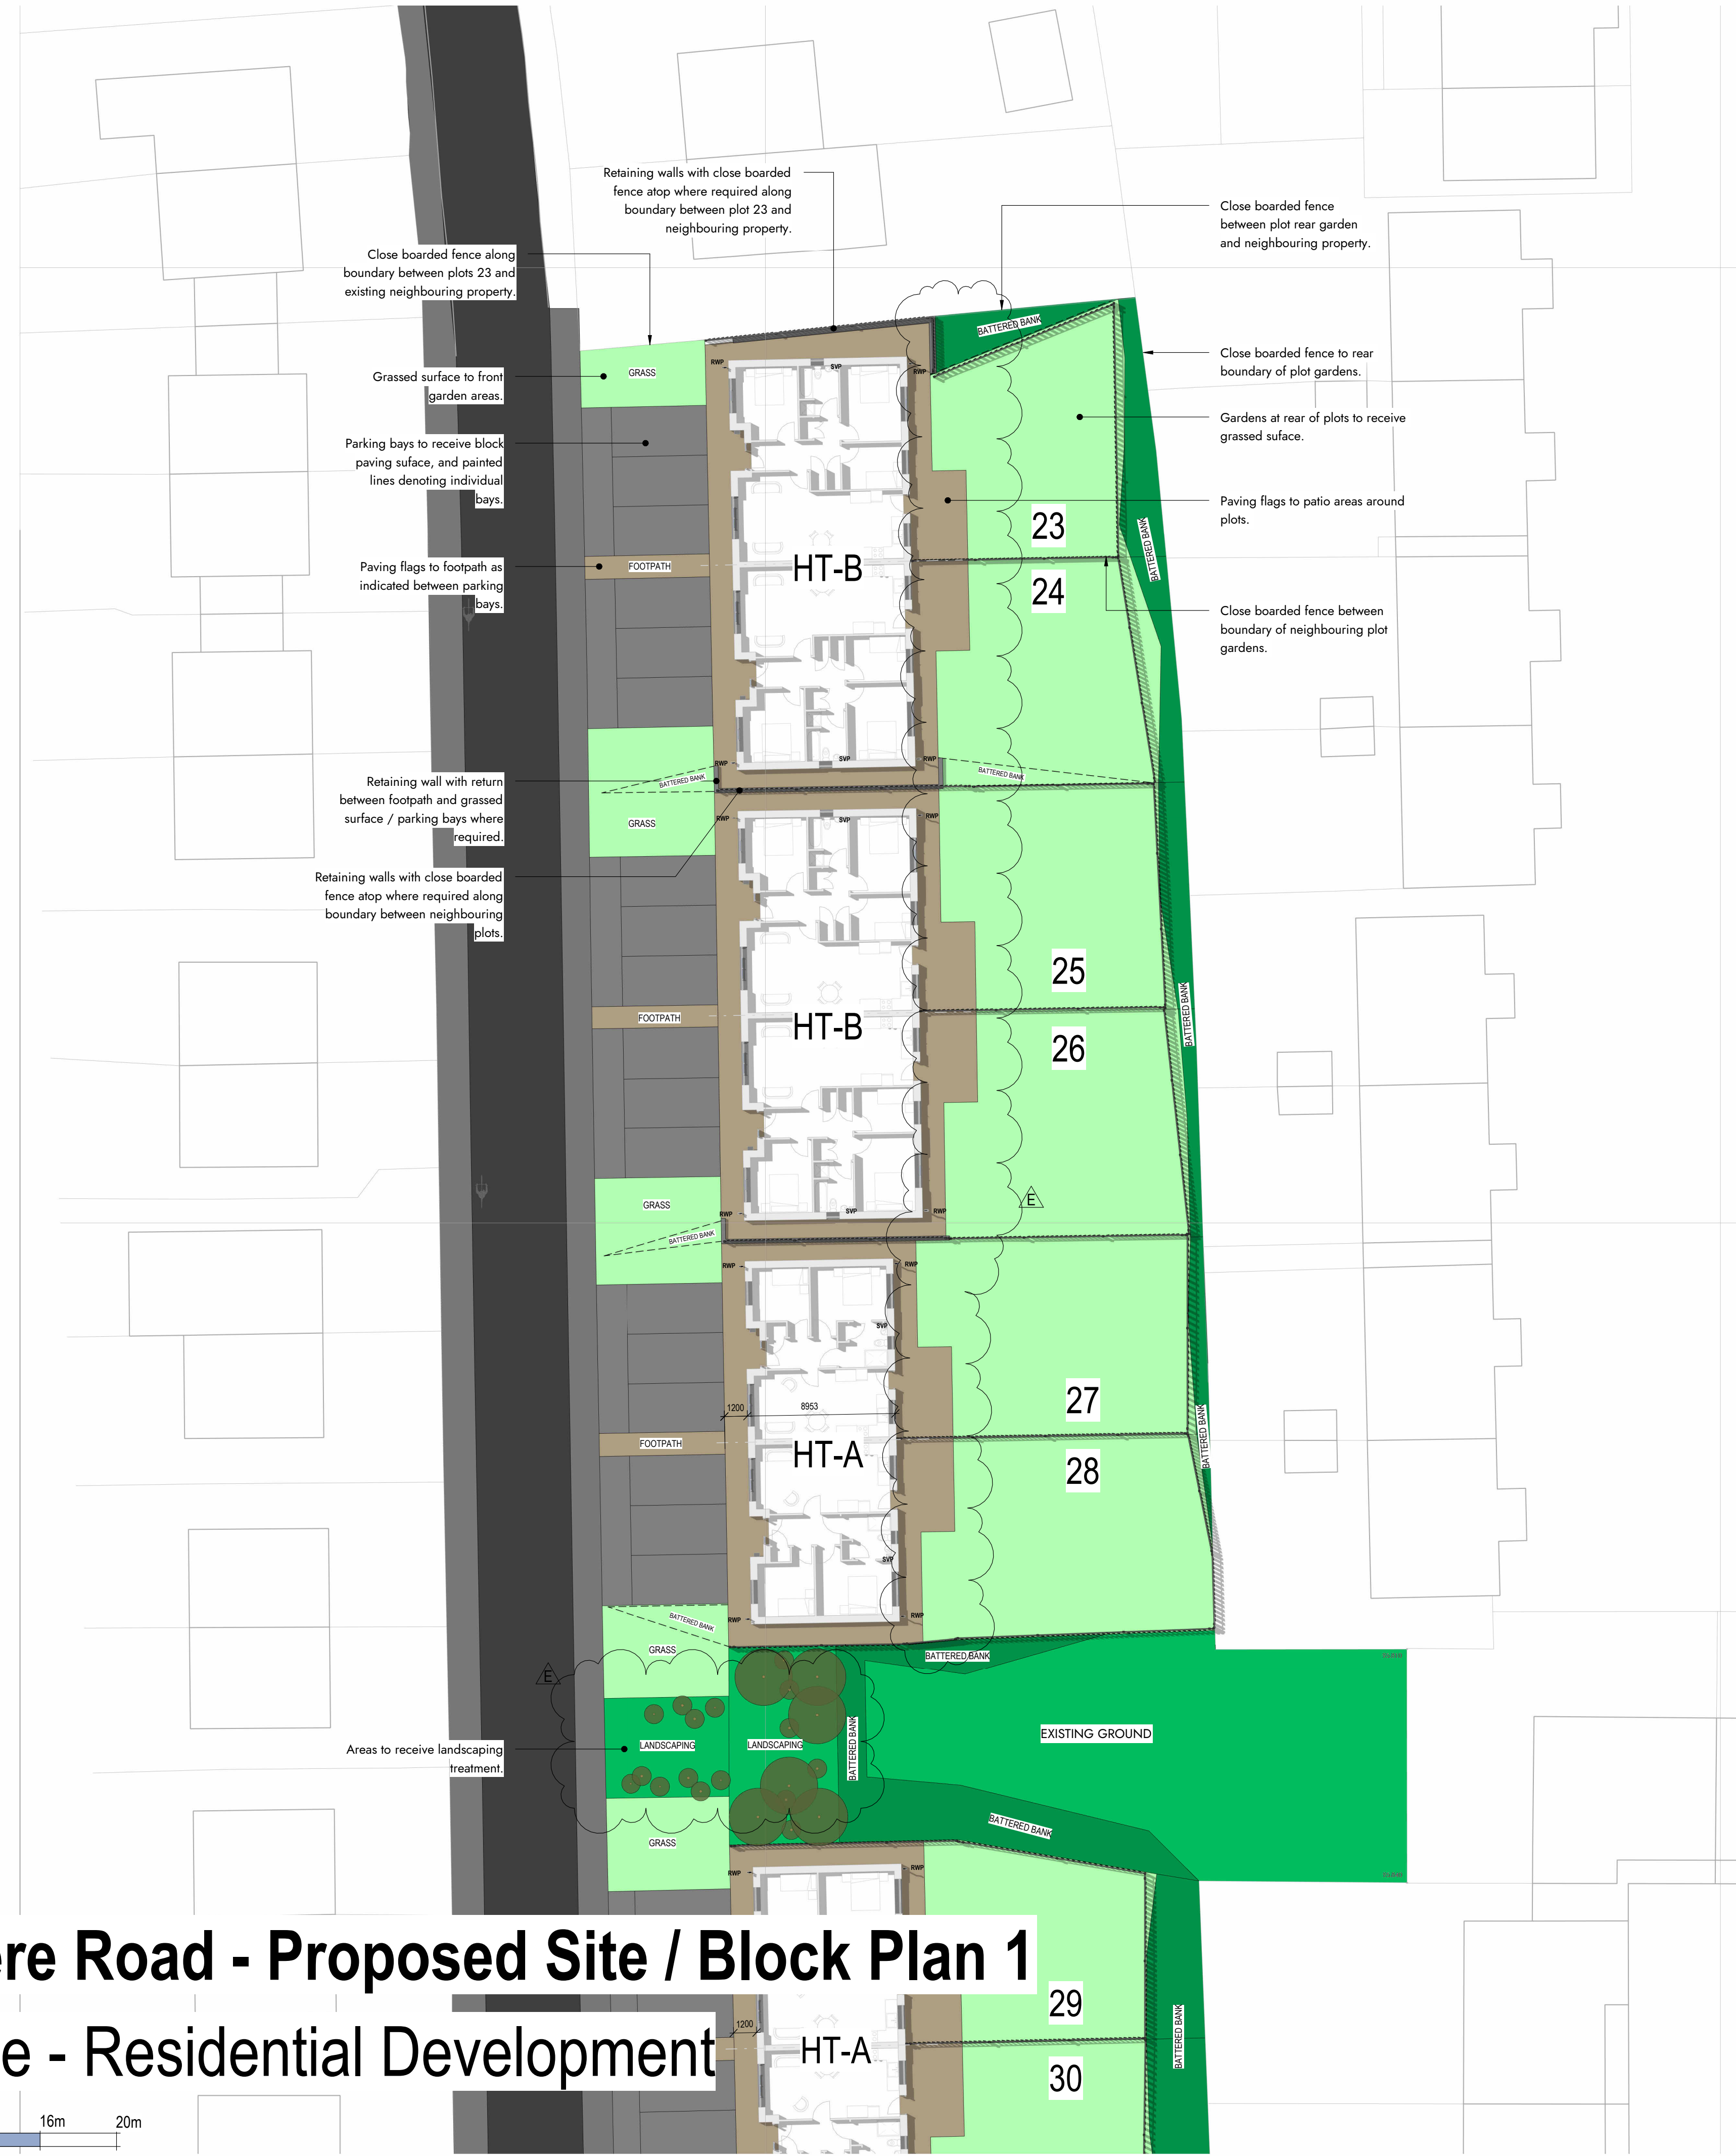 Retaining walls with close boarded
fence atop where required along
boundary between plot 23 and
neighbouring property.
Close boarded fence
between plot rear garden
and neighbouring property.
Close boarded fence along
boundary between plots 23 and
existing neighbouring property.
BATTERED BANK
Close boarded fence to rear
boundary of plot gardens.
RWP
SVP
RWP
GRASS
Grassed surface to front
garden areas.
Gardens at rear of plots to receive
grassed suface.
Parking bays to receive block
paving suface, and painted
lines denoting individual
bays.
Paving flags to patio areas around
plots.
23
BATTERED BANK
HT-B
FOOTPATH
Paving flags to footpath as
indicated between parking
bays.
24
Close boarded fence between
boundary of neighbouring plot
gardens.
RWP
SVP
RWP
BATTERED BANK
BATTERED BANK
Retaining wall with return
between footpath and grassed
surface / parking bays where
required.
GRASS
RWP
SVP
RWP
Retaining walls with close boarded
fence atop where required along
boundary between neighbouring
plots.
25
BATTERED BANK
FOOTPATH
HT-B
26
GRASS
E
RWP
SVP
RWP
BATTERED BANK
RWP
RWP
SVP
27
1200
8953
BATTERED BANK
FOOTPATH
HT-A
28
SVP
RWP
RWP
BATTERED BANK
GRASS
BATTERED BANK
E
EXISTING GROUND
LANDSCAPING
LANDSCAPING
BATTERED BANK
Areas to receive landscaping
treatment.
BATTERED BANK
GRASS
RWP
RWP
ere Road - Proposed Site / Block Plan 1
29
1200
BATTERED BANK
e - Residential Development
HT-A
30
16m
20m